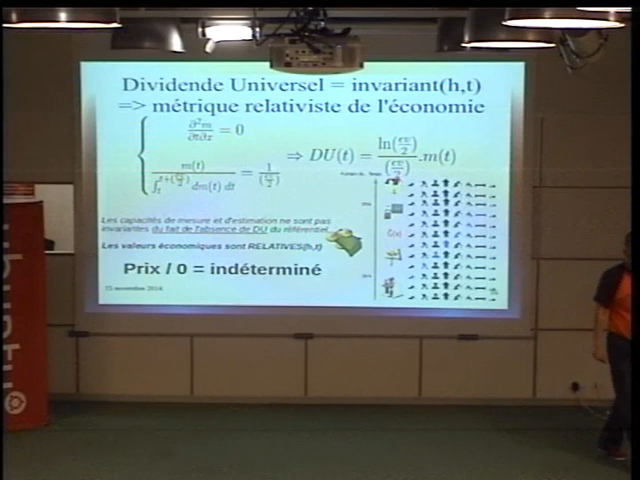 Dividende Universel = invariant(h,t)
=> métrique relativiste de l'économie
∂²m / ∂t∂x = 0
⇒ DU(t) = ln(ev/2) / (ev/2) .m(t)
Les capacités de mesure et d'estimation ne sont pas
invariantes du fait de l'absence de DU du référentiel
Les valeurs économiques sont RELATIVES(h,t)
Prix / 0 = indéterminé
15 novembre 2014
G(x)
ubuntu